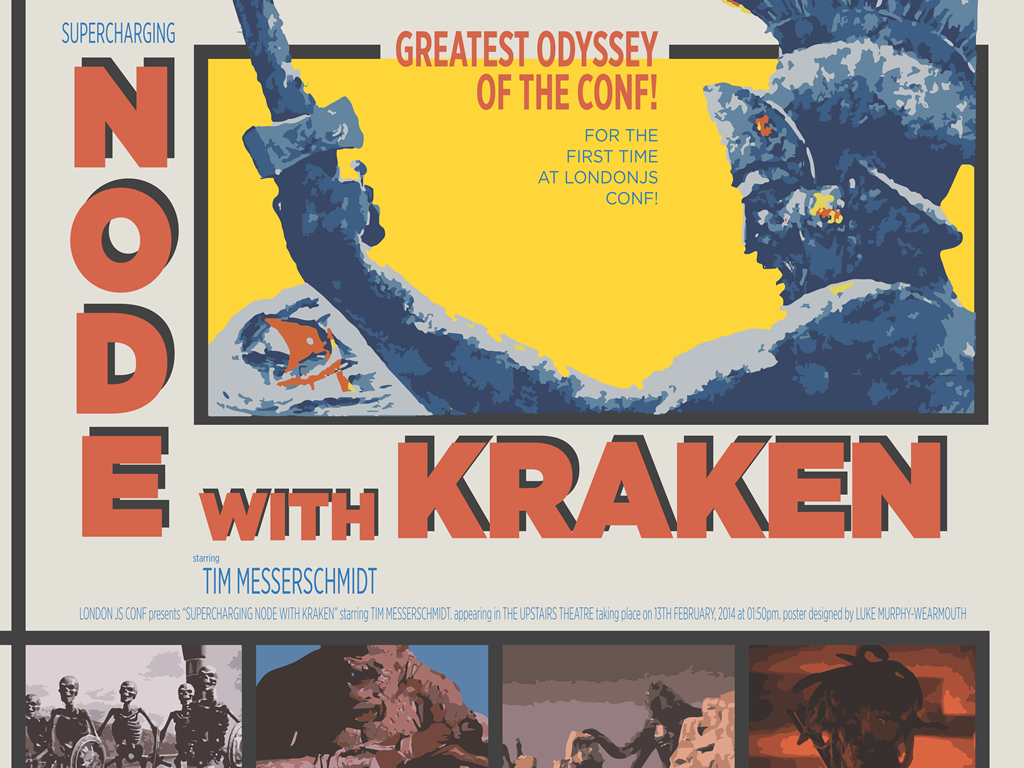 SUPERCHARGING
NODE
WITH KRAKEN
GREATEST ODYSSEY
OF THE CONF!
FOR THE
FIRST TIME
AT LONDONJS
CONF!
starring
TIM MESSERSCHMIDT
LONDON JS CONF presents "SUPERCHARGING NODE WITH KRAKEN" starring TIM MESSERSCHMIDT. appearing in THE UPSTAIRS THEATRE taking place on 13TH FEBRUARY, 2014 at 01:50pm. poster designed by LUKE MURPHY-WEARMOUTH